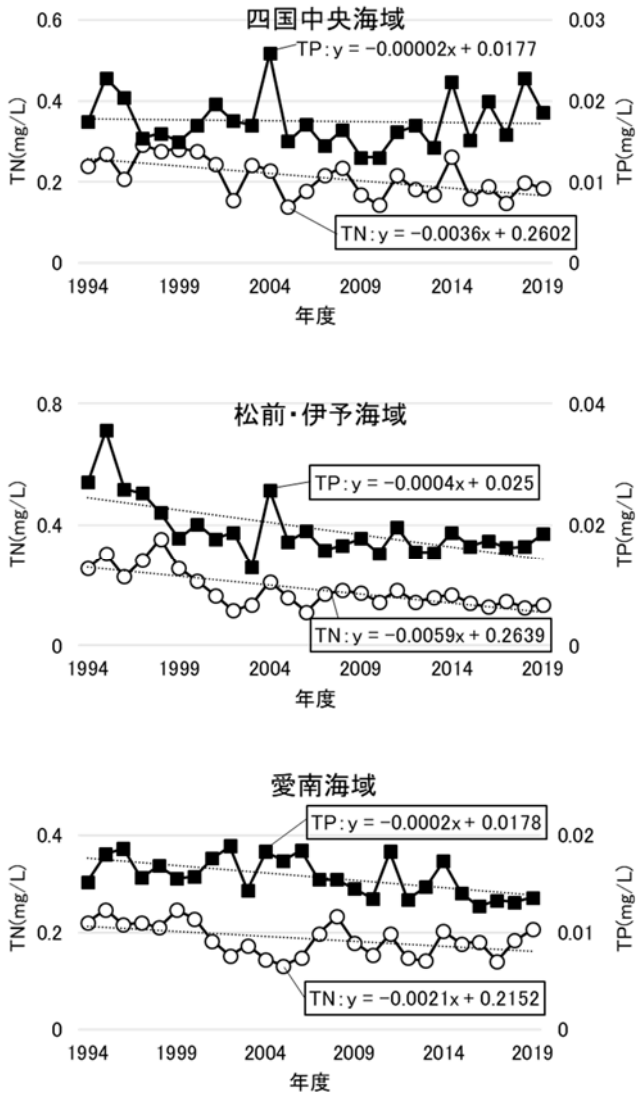 四国中央海域
0.6
0.03
TP:y = −0.00002x + 0.0177
0.4
0.02
TN(mg/L)
TP(mg/L)
0.2
0.01
TN:y = −0.0036x + 0.2602
0
0
1994 1999 2004 2009 2014 2019
年度
松前・伊予海域
0.8
0.04
TP:y = −0.0004x + 0.025
TN(mg/L)
TP(mg/L)
0.4
0.02
TN:y = −0.0059x + 0.2639
0
0
1994 1999 2004 2009 2014 2019
年度
愛南海域
TP:y = −0.0002x + 0.0178
0.4
0.02
TN(mg/L)
TP(mg/L)
0.2
0.01
TN:y = −0.0021x + 0.2152
0
0
1994 1999 2004 2009 2014 2019
年度